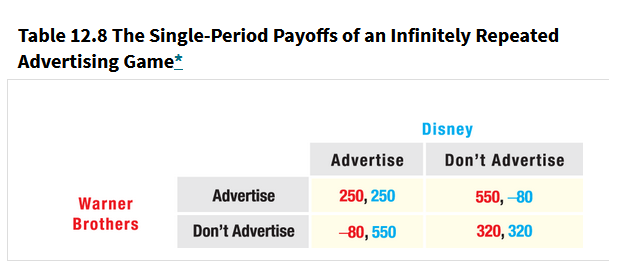 Table 12.8 The Single-Period Payoffs of an Infinitely Repeated
Advertising Game*
Disney
Advertise Don't Advertise
Warner
Brothers
Advertise 250, 250 550, –80
Don't Advertise –80, 550 320, 320